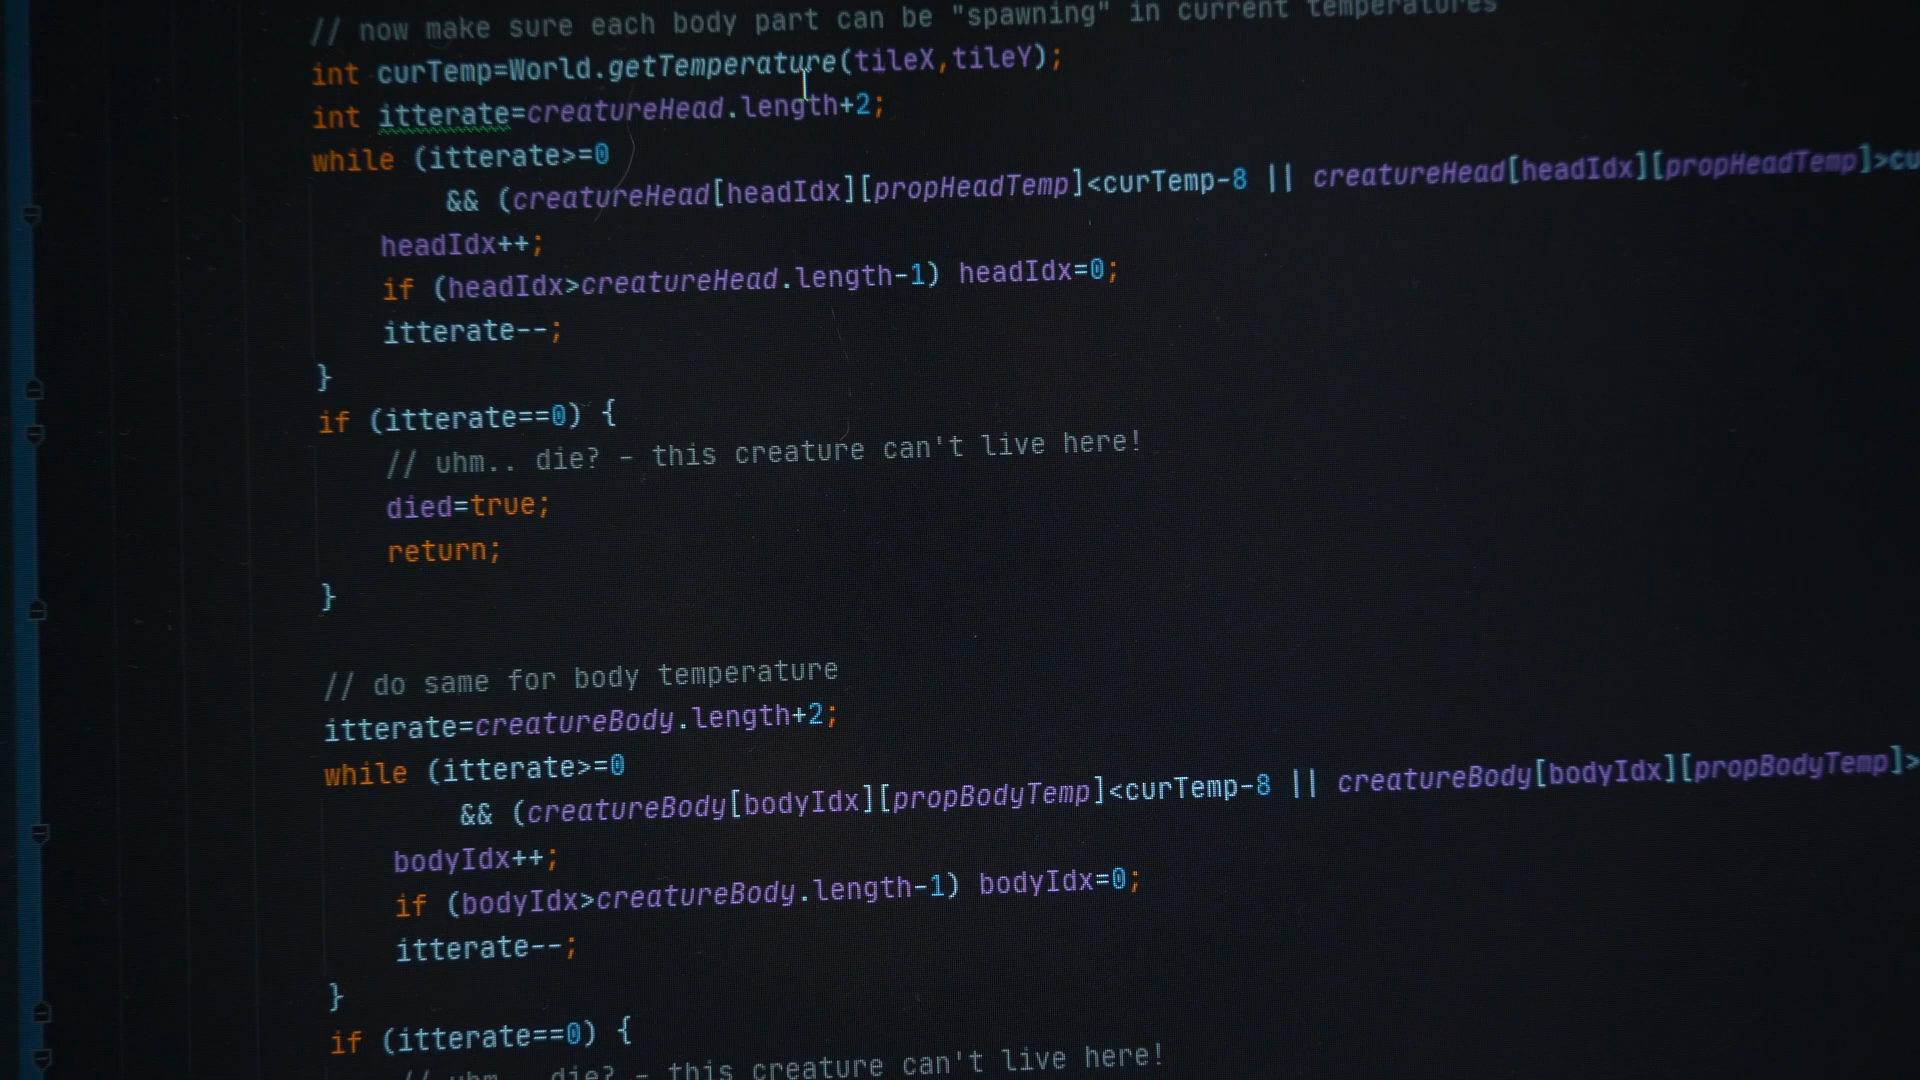 // now make sure each body part can be "spawning" in current temperatures
int curTemp=World.getTemperature(tileX,tileY);
int itterate=creatureHead.length+2;
while (itterate>=0
&& (creatureHead[headIdx][propHeadTemp]<curTemp-8 || creatureHead[headIdx][propHeadTemp]>cu
headIdx++;
if (headIdx>creatureHead.length-1) headIdx=0;
itterate--;
}
if (itterate==0) {
// uhm.. die? - this creature can't live here!
died=true;
return;
}
// do same for body temperature
itterate=creatureBody.length+2;
while (itterate>=0
&& (creatureBody[bodyIdx][propBodyTemp]<curTemp-8 || creatureBody[bodyIdx][propBodyTemp]>
bodyIdx++;
if (bodyIdx>creatureBody.length-1) bodyIdx=0;
itterate--;
}
if (itterate==0) {
// uhm.. die? - this creature can't live here!